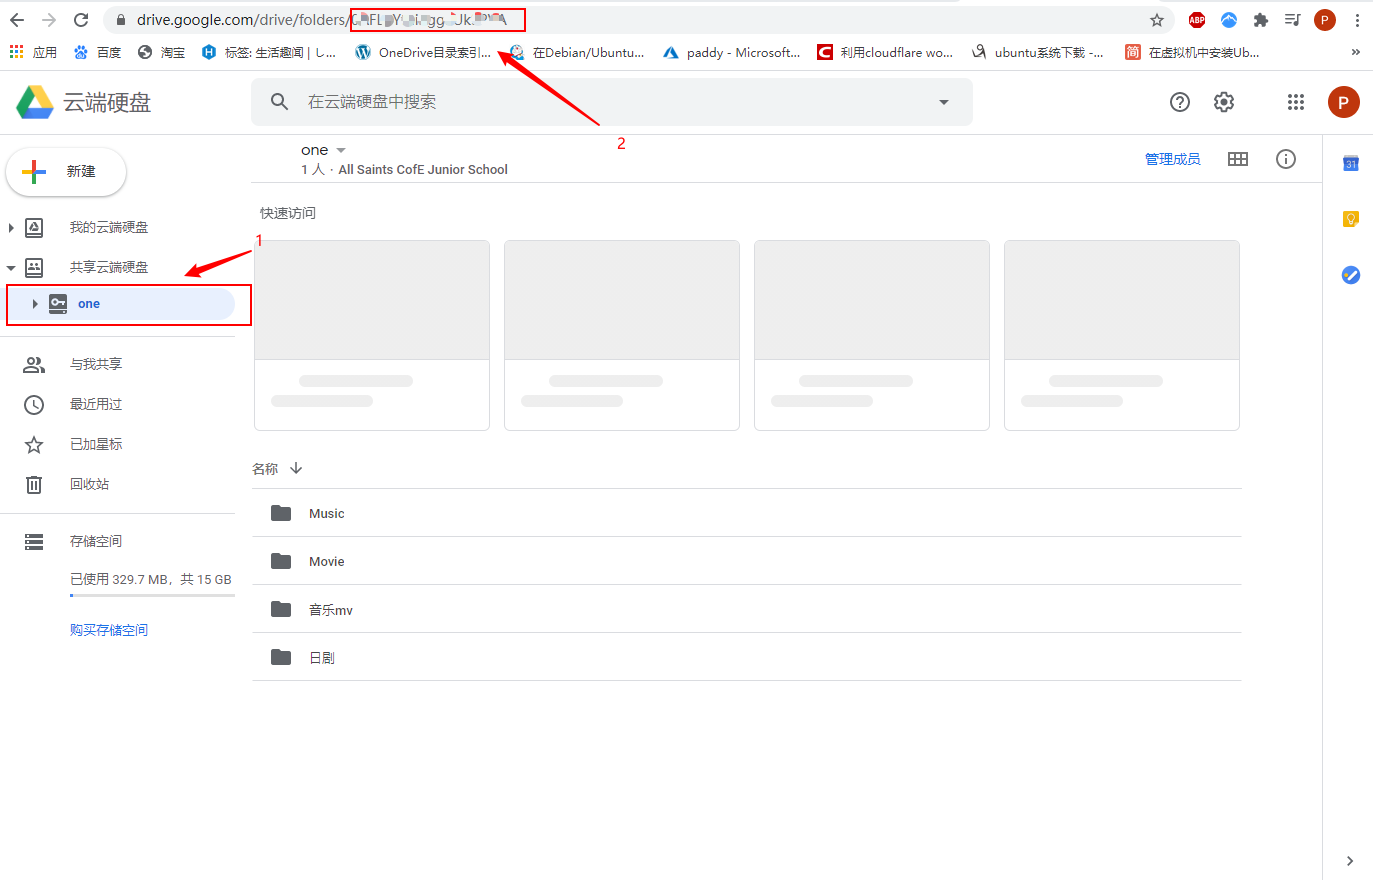 drive.google.com/drive/folders/
ABP
P
应用
百度
淘宝
标签: 生活趣闻 | し...
OneDrive目录索引...
在Debian/Ubuntu...
paddy - Microsoft...
利用cloudflare wo...
ubuntu系统下载 -...
简
在虚拟机中安装Ub...
»
云端硬盘
在云端硬盘中搜索
P
2
新建
one
1 人 · All Saints CofE Junior School
管理成员
31
我的云端硬盘
共享云端硬盘
1
one
快速访问
与我共享
最近用过
已加星标
回收站
存储空间
已使用 329.7 MB，共 15 GB
购买存储空间
名称
Music
Movie
音乐mv
日剧